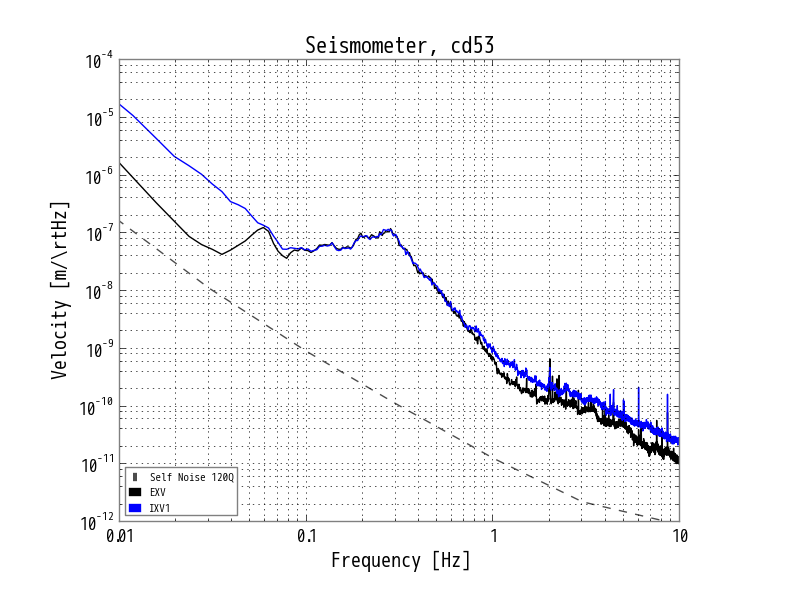 Seismometer, cd53
Velocity [m/\rtHz]
10^-4
10^-5
10^-6
10^-7
10^-8
10^-9
10^-10
10^-11
10^-12
Self Noise 120Q
EXV
IXV1
0.01 0.1 1 10
Frequency [Hz]